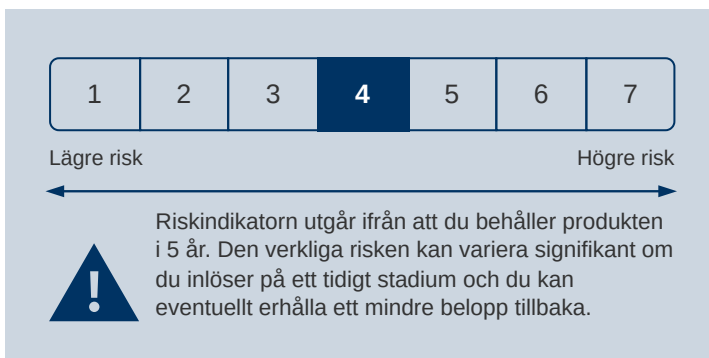 1 2 3 4 5 6 7
Lägre risk Högre risk
Riskindikatorn utgår ifrån att du behåller produkten
i 5 år. Den verkliga risken kan variera signifikant om
du inlöser på ett tidigt stadium och du kan
eventuellt erhålla ett mindre belopp tillbaka.
!